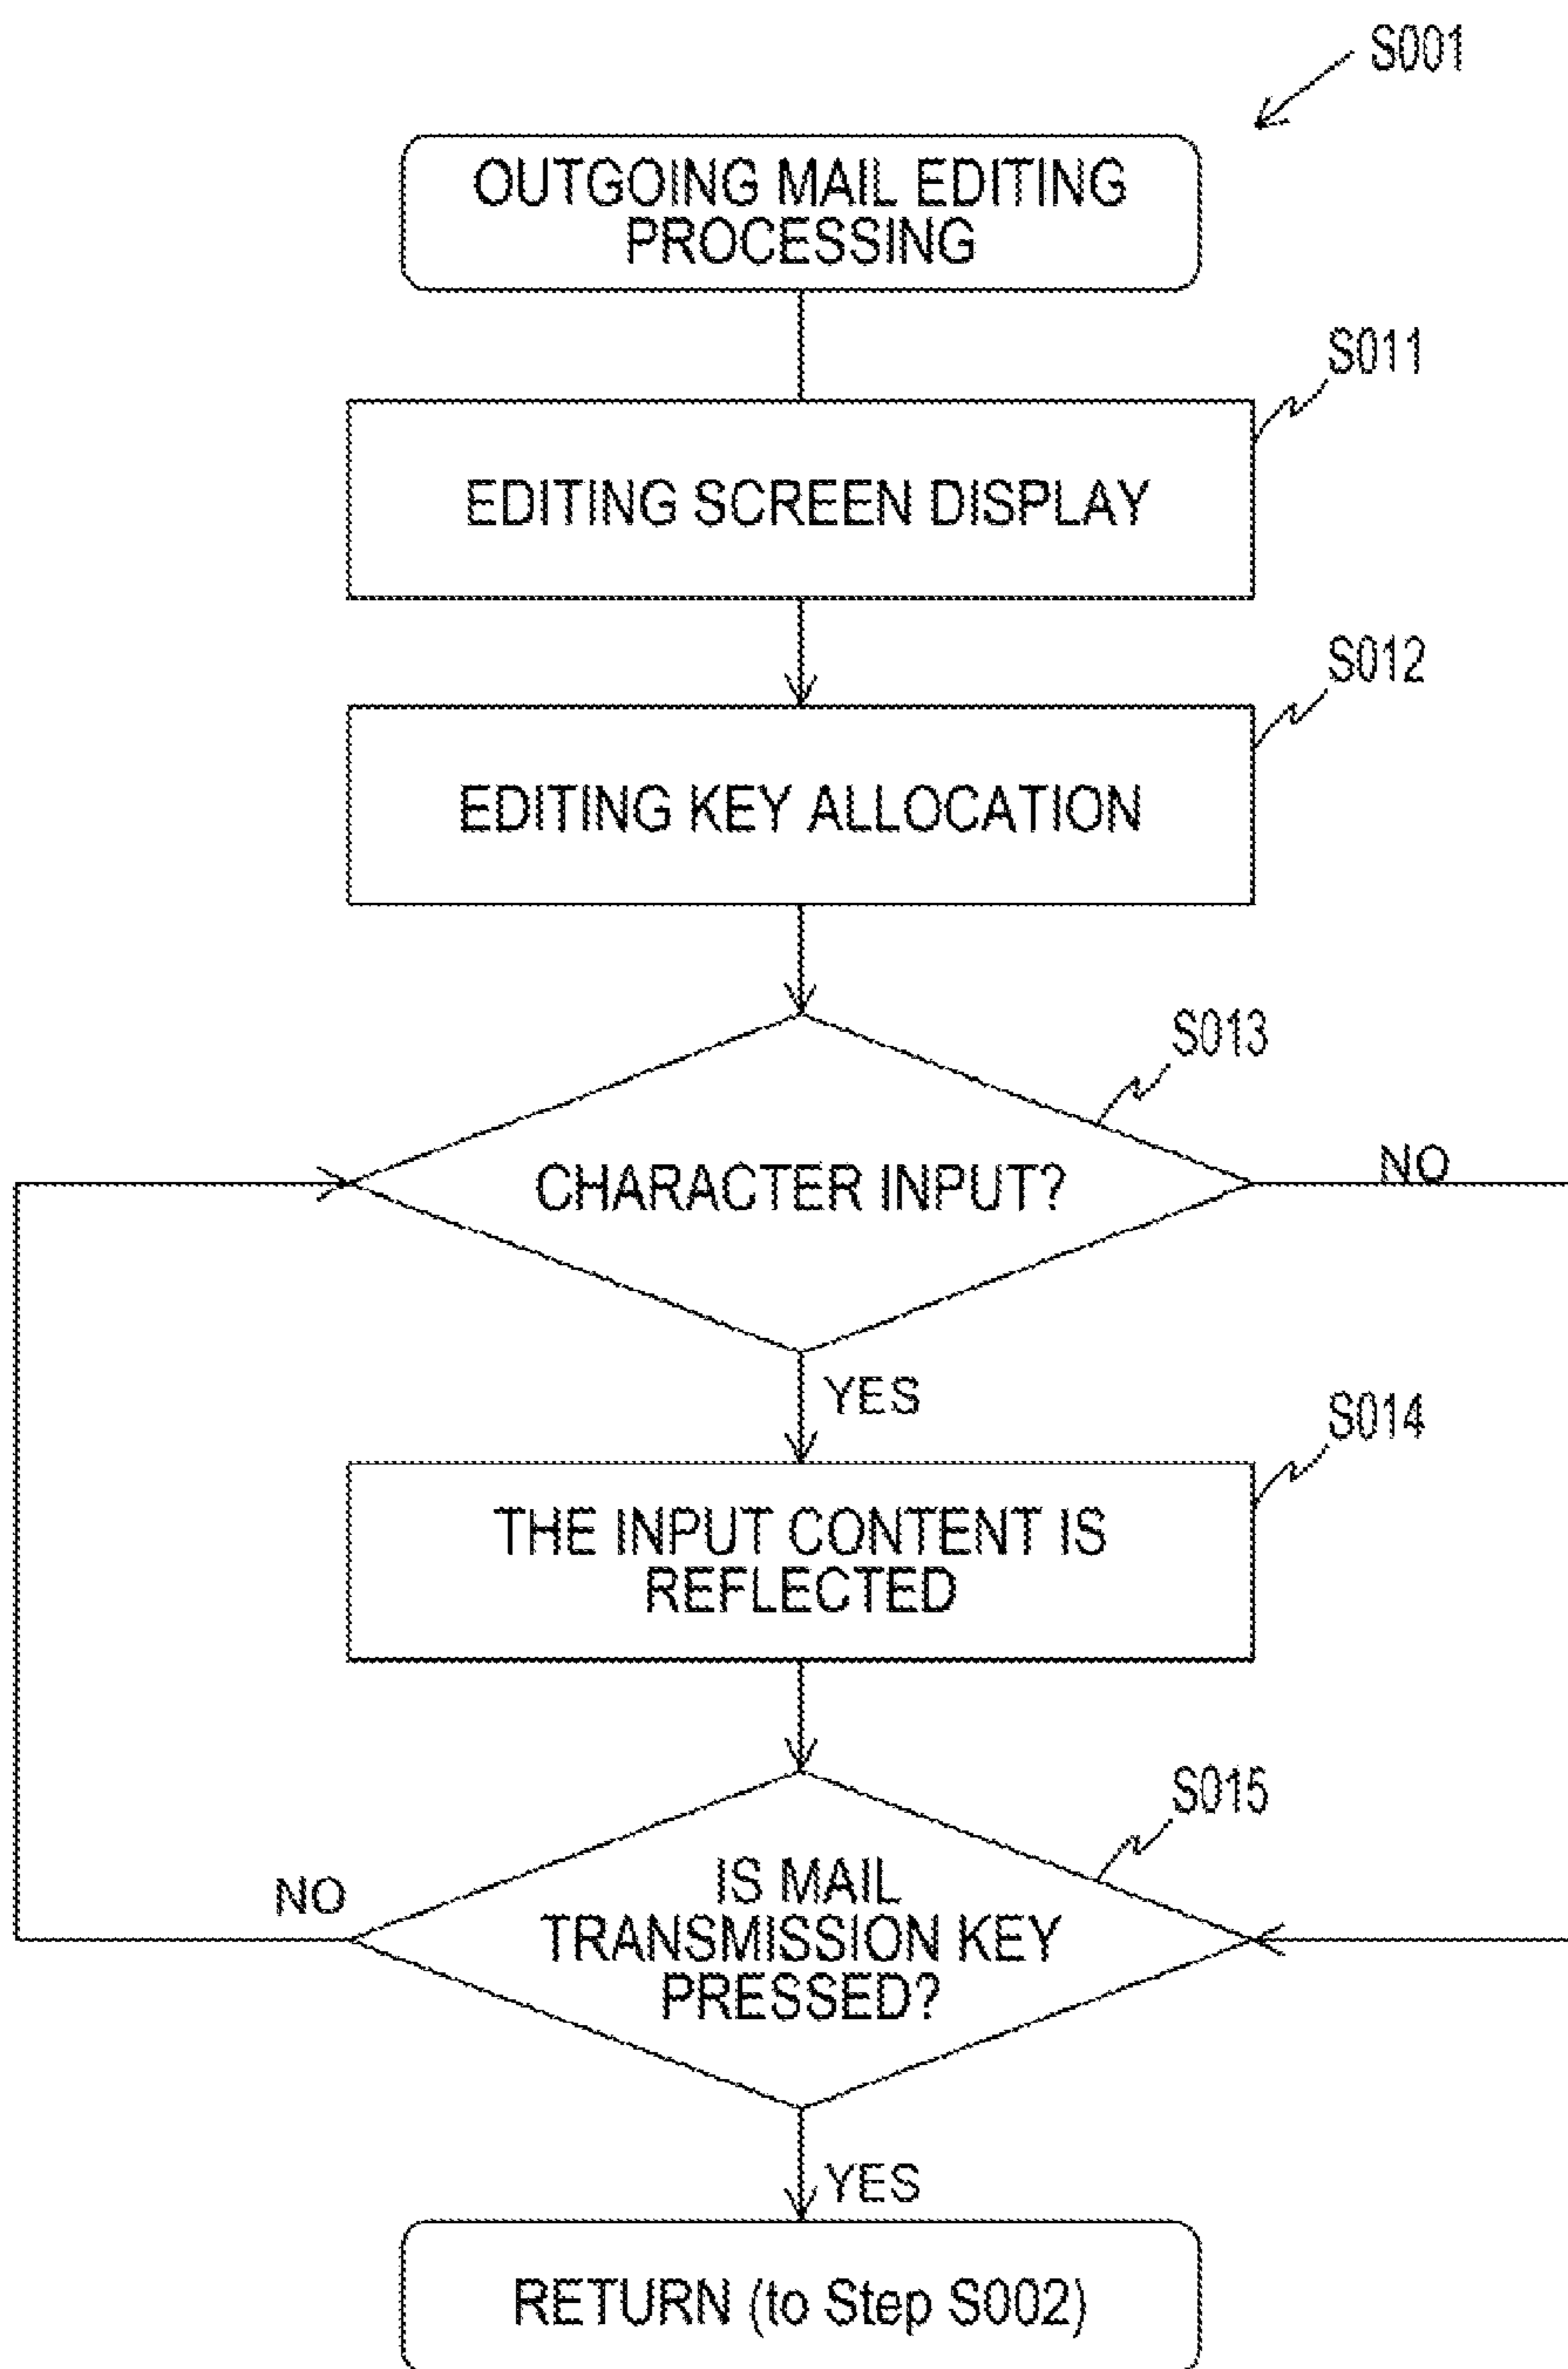 S001
OUTGOING MAIL EDITING
PROCESSING
S011
EDITING SCREEN DISPLAY
S012
EDITING KEY ALLOCATION
S013
CHARACTER INPUT?
NO
YES
S014
THE INPUT CONTENT IS
REFLECTED
S015
IS MAIL
TRANSMISSION KEY
PRESSED?
NO
YES
RETURN (to Step S002)